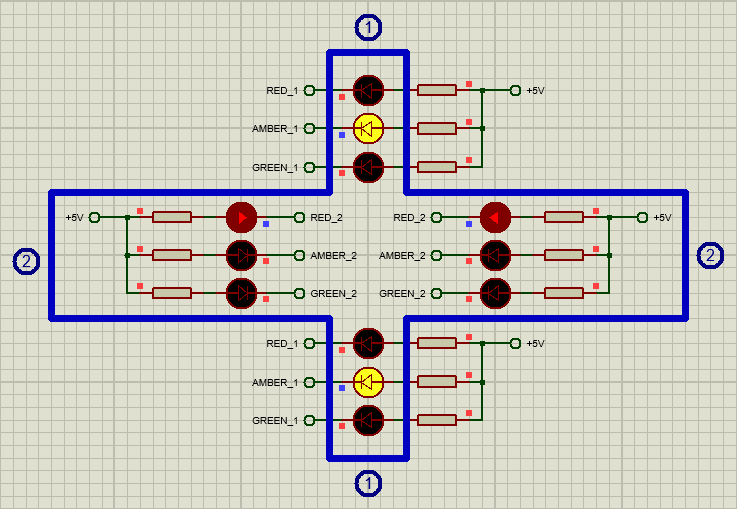 1
RED_1
+5V
AMBER_1
GREEN_1
+5V
RED_2
RED_2
+5V
AMBER_2
AMBER_2
2
2
GREEN_2
GREEN_2
RED_1
+5V
AMBER_1
GREEN_1
1